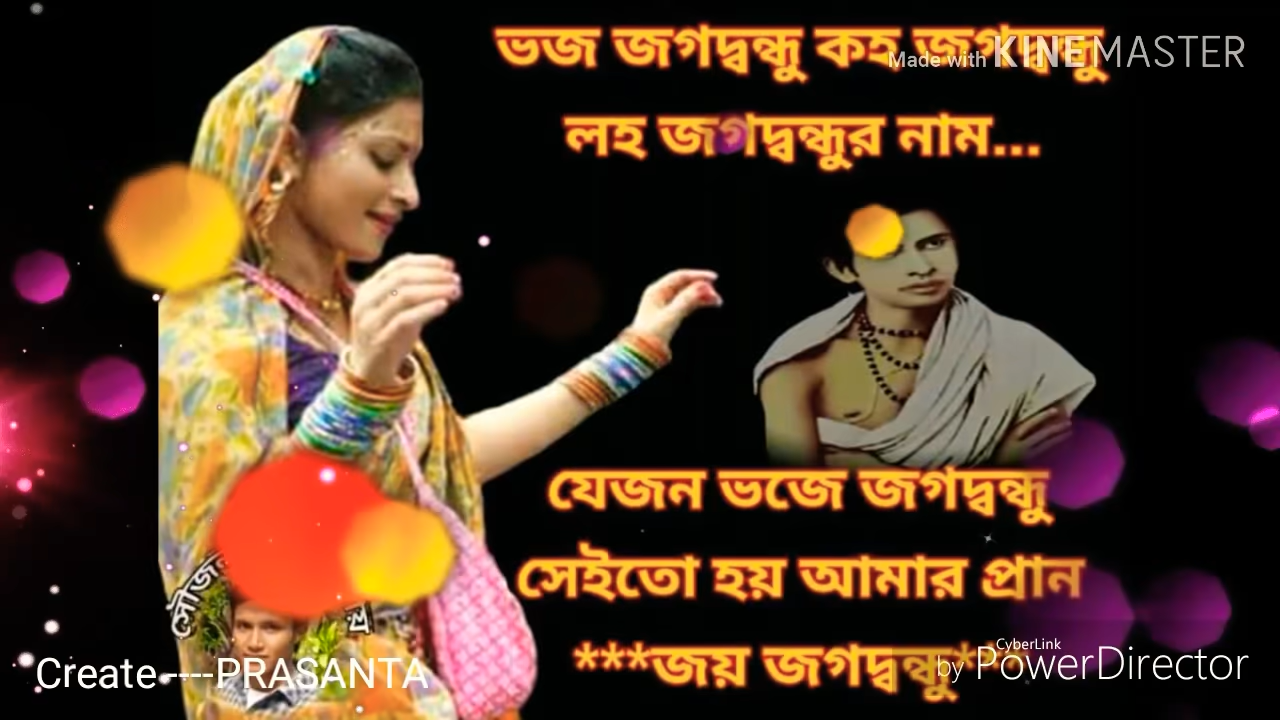 ভজ জগদ্বন্ধু কহ জগদ্বন্ধু
Made with KINEMASTER
লহ জগদ্বন্ধুর নাম...
যেজন ভজে জগদ্বন্ধু
সেইতো হয় আমার প্রান
***জয় জগদ্বন্ধু***
Create----PRASANTA
by CyberLink PowerDirector